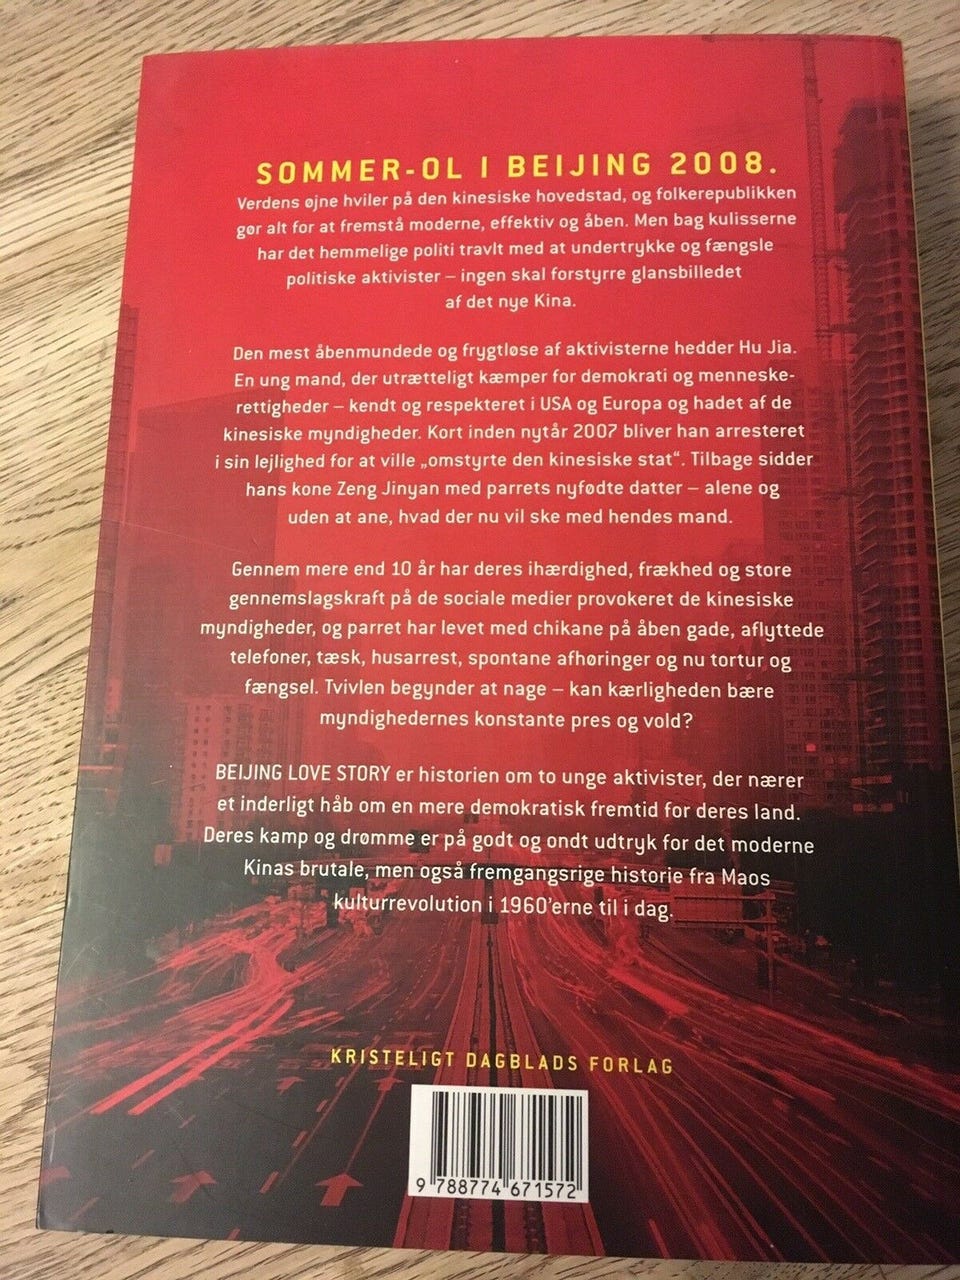 SOMMER-OL I BEIJING 2008.
Verdens øjne hviler på den kinesiske hovedstad, og folkerepublikken
gør alt for at fremstå moderne, effektiv og åben. Men bag kulisserne
har det hemmelige politi travlt med at undertrykke og fængsle
politiske aktivister – ingen skal forstyrre glansbilledet
af det nye Kina.
Den mest åbenmundede og frygtløse af aktivisterne hedder Hu Jia.
En ung mand, der utrætteligt kæmper for demokrati og menneske-
rettigheder – kendt og respekteret i USA og Europa og hadet af de
kinesiske myndigheder. Kort inden nytår 2007 bliver han arresteret
i sin lejlighed for at ville „omstyrte den kinesiske stat“. Tilbage sidder
hans kone Zeng Jinyan med parrets nyfødte datter – alene og
uden at ane, hvad der nu vil ske med hendes mand.
Gennem mere end 10 år har deres ihærdighed, frækhed og store
gennemslagskraft på de sociale medier provokeret de kinesiske
myndigheder, og parret har levet med chikane på åben gade, aflyttede
telefoner, tæsk, husarrest, spontane afhøringer og nu tortur og
fængsel. Tvivlen begynder at nage – kan kærligheden bære
myndighedernes konstante pres og vold?
BEIJING LOVE STORY er historien om to unge aktivister, der nærer
et inderligt håb om en mere demokratisk fremtid for deres land.
Deres kamp og drømme er på godt og ondt udtryk for det moderne
Kinas brutale, men også fremgangsrige historie fra Maos
kulturrevolution i 1960'erne til i dag.
KRISTELIGT DAGBLADS FORLAG
9 788774 671572